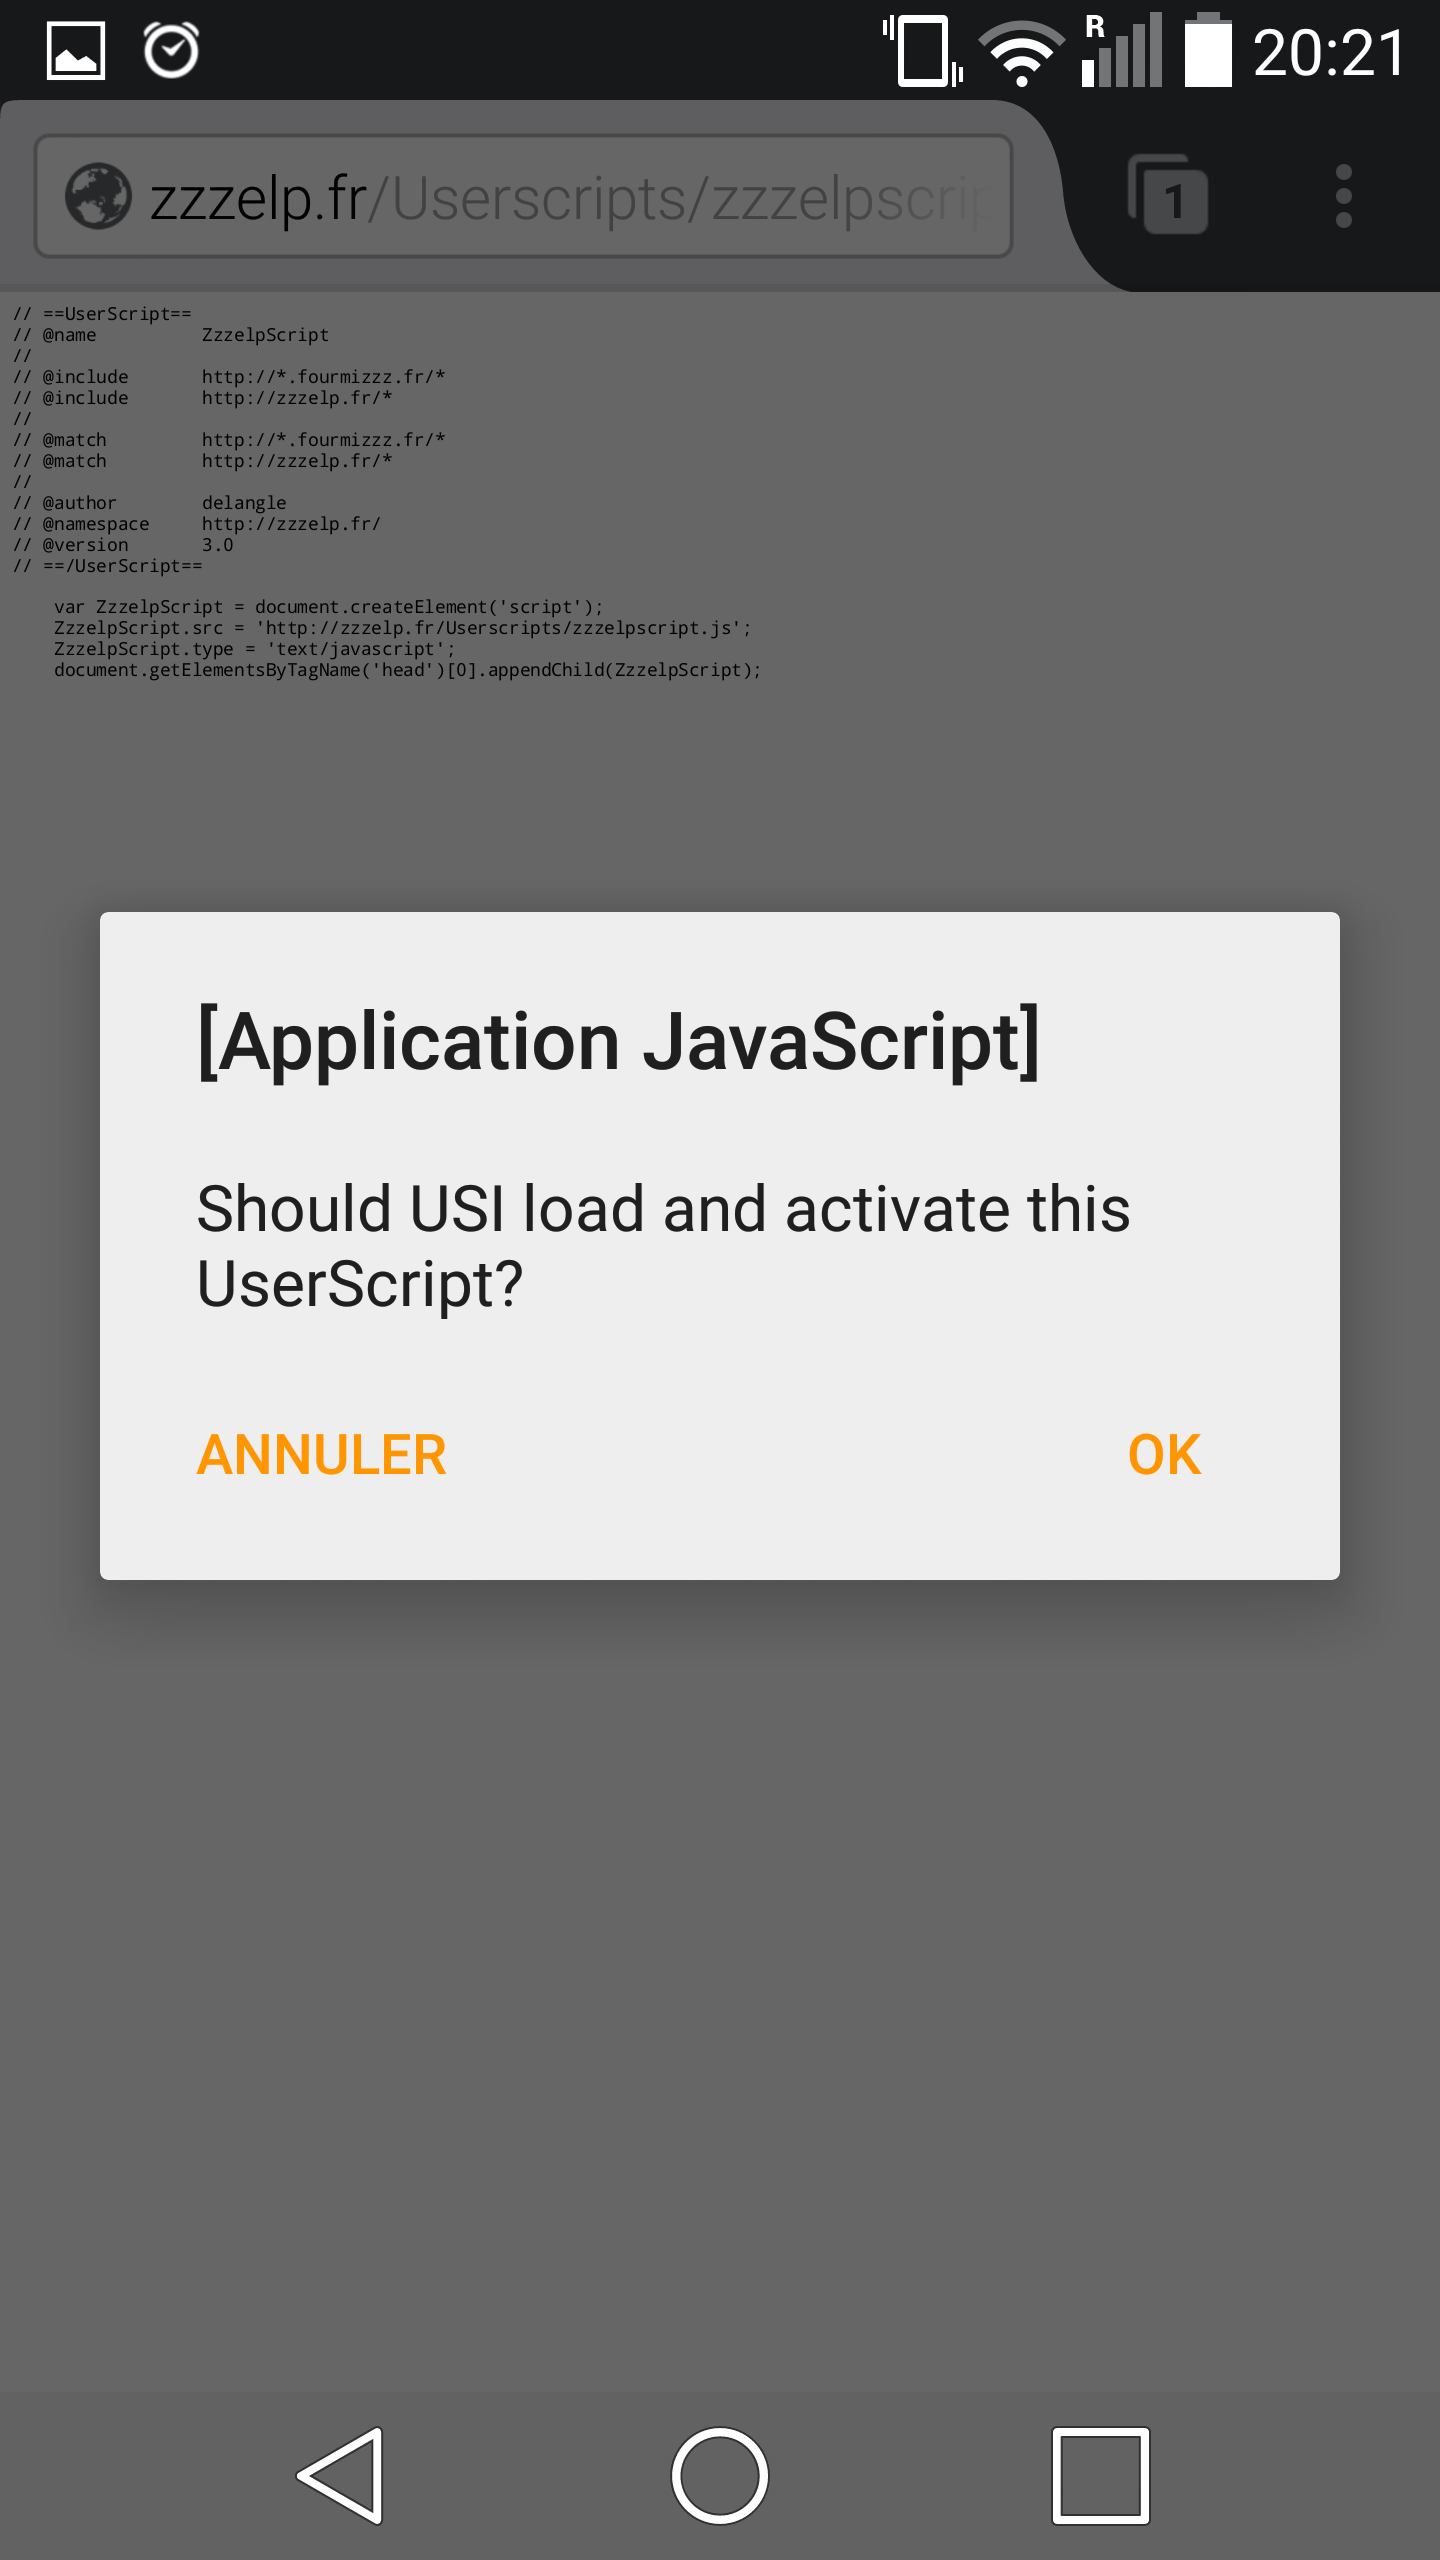 R
20:21
zzzelp.fr/Userscripts/zzzelpscrip
1
// ==UserScript==
// @name          ZzzelpScript
//
// @include       http://*.fourmizzz.fr/*
// @include       http://zzzelp.fr/*
//
// @match         http://*.fourmizzz.fr/*
// @match         http://zzzelp.fr/*
//
// @author        delangle
// @namespace     http://zzzelp.fr/
// @version       3.0
// ==/UserScript==
var ZzzelpScript = document.createElement('script');
ZzzelpScript.src = 'http://zzzelp.fr/Userscripts/zzzelpscript.js';
ZzzelpScript.type = 'text/javascript';
document.getElementsByTagName('head')[0].appendChild(ZzzelpScript);
[Application JavaScript]
Should USI load and activate this
UserScript?
ANNULER
OK